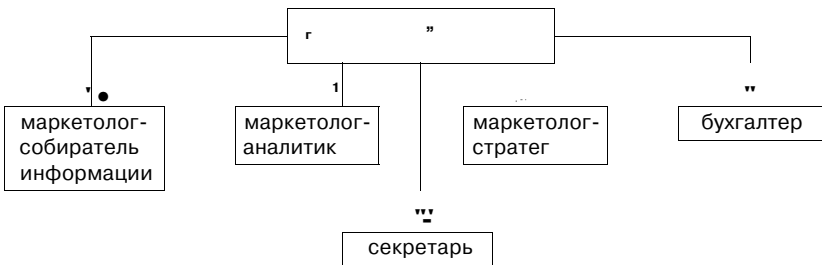 маркетолог-
собиратель
информации
маркетолог-
аналитик
маркетолог-
стратег
бухгалтер
секретарь